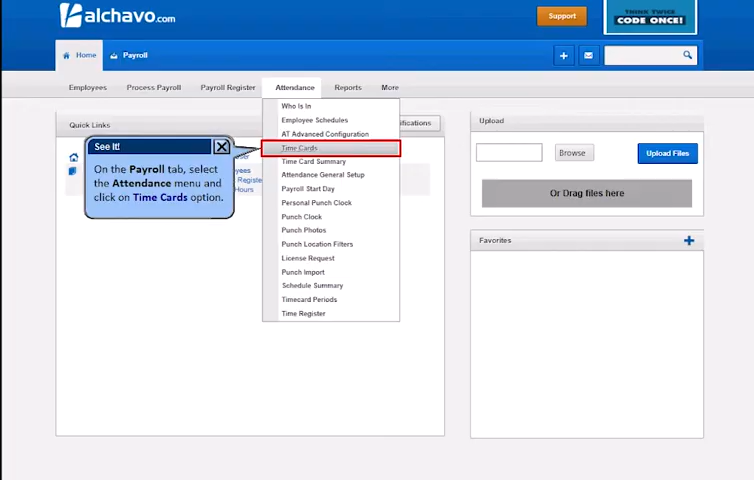 alchavo.com
Support
THINK TWICE
CODE ONCE!
Home
Payroll
Employees
Process Payroll
Payroll Register
Attendance
Reports
More
Quick Links
ifications
Who Is In
Employee Schedules
AT Advanced Configuration
Time Cards
Time Card Summary
Attendance General Setup
Payroll Start Day
Personal Punch Clock
Punch Clock
Punch Photos
Punch Location Filters
License Request
Punch Import
Schedule Summary
Timecard Periods
Time Register
See It!
On the Payroll tab, select
the Attendance menu and
click on Time Cards option.
yees
Registe
Hours
Upload
Browse
Upload Files
Or Drag files here
Favorites